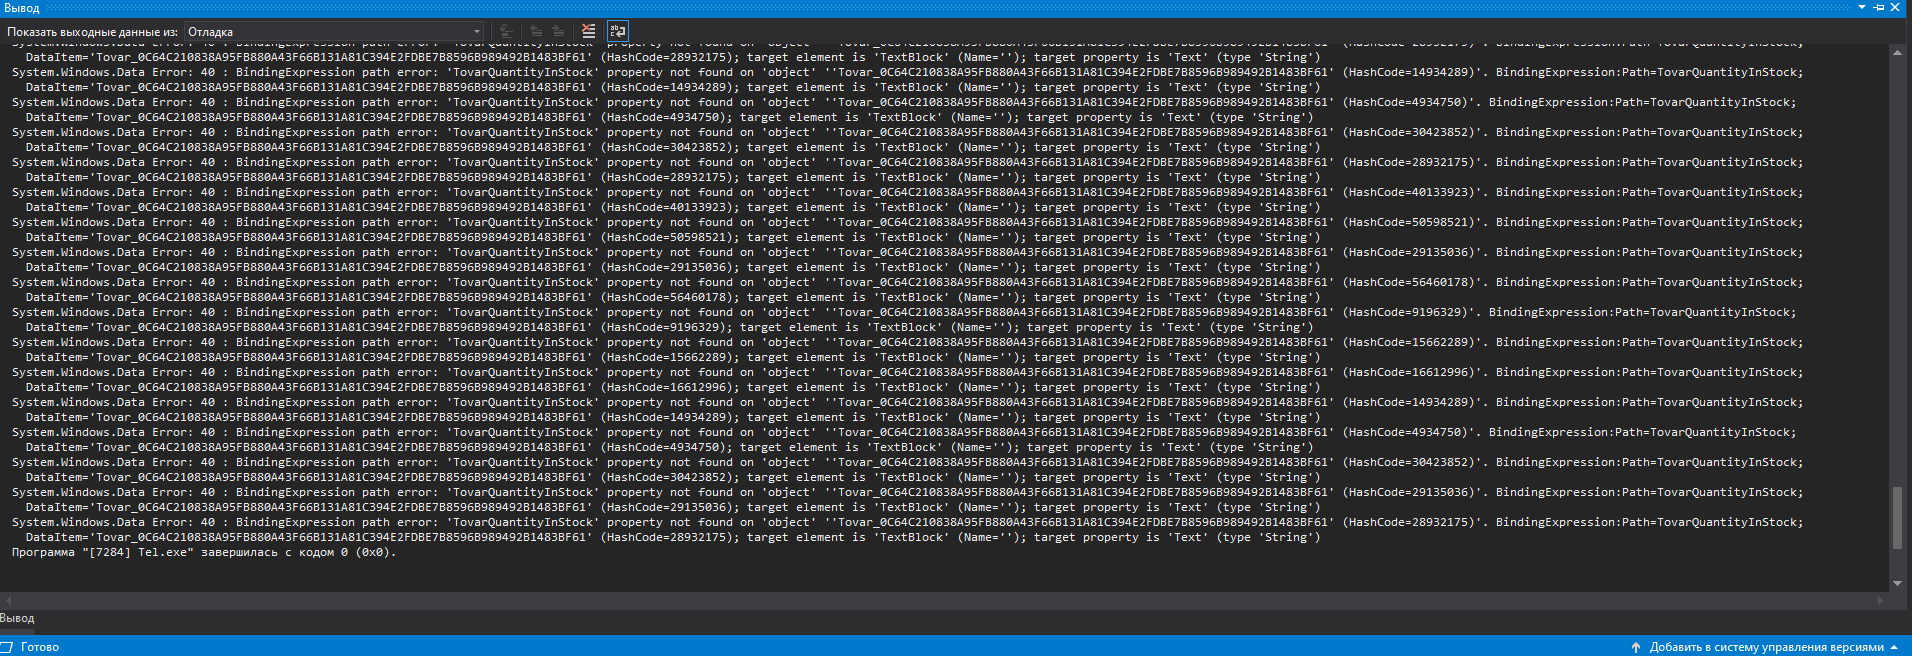 Вывод
Показать выходные данные из: Отладка
System.Windows.Data Error: 40 : BindingExpression path error: 'TovarQuantityInStock' property not found on 'object' ''Tovar_0C64C210838A95FB880A43F66B131A81C394E2FDBE7B8596B989492B1483BF61' (HashCode=28932175)'. BindingExpression:Path=TovarQuantityInStock;
DataItem='Tovar_0C64C210838A95FB880A43F66B131A81C394E2FDBE7B8596B989492B1483BF61' (HashCode=28932175); target element is 'TextBlock' (Name=''); target property is 'Text' (type 'String')
System.Windows.Data Error: 40 : BindingExpression path error: 'TovarQuantityInStock' property not found on 'object' ''Tovar_0C64C210838A95FB880A43F66B131A81C394E2FDBE7B8596B989492B1483BF61' (HashCode=14934289)'. BindingExpression:Path=TovarQuantityInStock;
DataItem='Tovar_0C64C210838A95FB880A43F66B131A81C394E2FDBE7B8596B989492B1483BF61' (HashCode=14934289); target element is 'TextBlock' (Name=''); target property is 'Text' (type 'String')
System.Windows.Data Error: 40 : BindingExpression path error: 'TovarQuantityInStock' property not found on 'object' ''Tovar_0C64C210838A95FB880A43F66B131A81C394E2FDBE7B8596B989492B1483BF61' (HashCode=4934750)'. BindingExpression:Path=TovarQuantityInStock;
DataItem='Tovar_0C64C210838A95FB880A43F66B131A81C394E2FDBE7B8596B989492B1483BF61' (HashCode=4934750); target element is 'TextBlock' (Name=''); target property is 'Text' (type 'String')
System.Windows.Data Error: 40 : BindingExpression path error: 'TovarQuantityInStock' property not found on 'object' ''Tovar_0C64C210838A95FB880A43F66B131A81C394E2FDBE7B8596B989492B1483BF61' (HashCode=30423852)'. BindingExpression:Path=TovarQuantityInStock;
DataItem='Tovar_0C64C210838A95FB880A43F66B131A81C394E2FDBE7B8596B989492B1483BF61' (HashCode=30423852); target element is 'TextBlock' (Name=''); target property is 'Text' (type 'String')
System.Windows.Data Error: 40 : BindingExpression path error: 'TovarQuantityInStock' property not found on 'object' ''Tovar_0C64C210838A95FB880A43F66B131A81C394E2FDBE7B8596B989492B1483BF61' (HashCode=28932175)'. BindingExpression:Path=TovarQuantityInStock;
DataItem='Tovar_0C64C210838A95FB880A43F66B131A81C394E2FDBE7B8596B989492B1483BF61' (HashCode=28932175); target element is 'TextBlock' (Name=''); target property is 'Text' (type 'String')
System.Windows.Data Error: 40 : BindingExpression path error: 'TovarQuantityInStock' property not found on 'object' ''Tovar_0C64C210838A95FB880A43F66B131A81C394E2FDBE7B8596B989492B1483BF61' (HashCode=40133923)'. BindingExpression:Path=TovarQuantityInStock;
DataItem='Tovar_0C64C210838A95FB880A43F66B131A81C394E2FDBE7B8596B989492B1483BF61' (HashCode=40133923); target element is 'TextBlock' (Name=''); target property is 'Text' (type 'String')
System.Windows.Data Error: 40 : BindingExpression path error: 'TovarQuantityInStock' property not found on 'object' ''Tovar_0C64C210838A95FB880A43F66B131A81C394E2FDBE7B8596B989492B1483BF61' (HashCode=50598521)'. BindingExpression:Path=TovarQuantityInStock;
DataItem='Tovar_0C64C210838A95FB880A43F66B131A81C394E2FDBE7B8596B989492B1483BF61' (HashCode=50598521); target element is 'TextBlock' (Name=''); target property is 'Text' (type 'String')
System.Windows.Data Error: 40 : BindingExpression path error: 'TovarQuantityInStock' property not found on 'object' ''Tovar_0C64C210838A95FB880A43F66B131A81C394E2FDBE7B8596B989492B1483BF61' (HashCode=29135036)'. BindingExpression:Path=TovarQuantityInStock;
DataItem='Tovar_0C64C210838A95FB880A43F66B131A81C394E2FDBE7B8596B989492B1483BF61' (HashCode=29135036); target element is 'TextBlock' (Name=''); target property is 'Text' (type 'String')
System.Windows.Data Error: 40 : BindingExpression path error: 'TovarQuantityInStock' property not found on 'object' ''Tovar_0C64C210838A95FB880A43F66B131A81C394E2FDBE7B8596B989492B1483BF61' (HashCode=56460178)'. BindingExpression:Path=TovarQuantityInStock;
DataItem='Tovar_0C64C210838A95FB880A43F66B131A81C394E2FDBE7B8596B989492B1483BF61' (HashCode=56460178); target element is 'TextBlock' (Name=''); target property is 'Text' (type 'String')
System.Windows.Data Error: 40 : BindingExpression path error: 'TovarQuantityInStock' property not found on 'object' ''Tovar_0C64C210838A95FB880A43F66B131A81C394E2FDBE7B8596B989492B1483BF61' (HashCode=9196329)'. BindingExpression:Path=TovarQuantityInStock;
DataItem='Tovar_0C64C210838A95FB880A43F66B131A81C394E2FDBE7B8596B989492B1483BF61' (HashCode=9196329); target element is 'TextBlock' (Name=''); target property is 'Text' (type 'String')
System.Windows.Data Error: 40 : BindingExpression path error: 'TovarQuantityInStock' property not found on 'object' ''Tovar_0C64C210838A95FB880A43F66B131A81C394E2FDBE7B8596B989492B1483BF61' (HashCode=15662289)'. BindingExpression:Path=TovarQuantityInStock;
DataItem='Tovar_0C64C210838A95FB880A43F66B131A81C394E2FDBE7B8596B989492B1483BF61' (HashCode=15662289); target element is 'TextBlock' (Name=''); target property is 'Text' (type 'String')
System.Windows.Data Error: 40 : BindingExpression path error: 'TovarQuantityInStock' property not found on 'object' ''Tovar_0C64C210838A95FB880A43F66B131A81C394E2FDBE7B8596B989492B1483BF61' (HashCode=16612996)'. BindingExpression:Path=TovarQuantityInStock;
DataItem='Tovar_0C64C210838A95FB880A43F66B131A81C394E2FDBE7B8596B989492B1483BF61' (HashCode=16612996); target element is 'TextBlock' (Name=''); target property is 'Text' (type 'String')
System.Windows.Data Error: 40 : BindingExpression path error: 'TovarQuantityInStock' property not found on 'object' ''Tovar_0C64C210838A95FB880A43F66B131A81C394E2FDBE7B8596B989492B1483BF61' (HashCode=14934289)'. BindingExpression:Path=TovarQuantityInStock;
DataItem='Tovar_0C64C210838A95FB880A43F66B131A81C394E2FDBE7B8596B989492B1483BF61' (HashCode=14934289); target element is 'TextBlock' (Name=''); target property is 'Text' (type 'String')
System.Windows.Data Error: 40 : BindingExpression path error: 'TovarQuantityInStock' property not found on 'object' ''Tovar_0C64C210838A95FB880A43F66B131A81C394E2FDBE7B8596B989492B1483BF61' (HashCode=4934750)'. BindingExpression:Path=TovarQuantityInStock;
DataItem='Tovar_0C64C210838A95FB880A43F66B131A81C394E2FDBE7B8596B989492B1483BF61' (HashCode=4934750); target element is 'TextBlock' (Name=''); target property is 'Text' (type 'String')
System.Windows.Data Error: 40 : BindingExpression path error: 'TovarQuantityInStock' property not found on 'object' ''Tovar_0C64C210838A95FB880A43F66B131A81C394E2FDBE7B8596B989492B1483BF61' (HashCode=30423852)'. BindingExpression:Path=TovarQuantityInStock;
DataItem='Tovar_0C64C210838A95FB880A43F66B131A81C394E2FDBE7B8596B989492B1483BF61' (HashCode=30423852); target element is 'TextBlock' (Name=''); target property is 'Text' (type 'String')
System.Windows.Data Error: 40 : BindingExpression path error: 'TovarQuantityInStock' property not found on 'object' ''Tovar_0C64C210838A95FB880A43F66B131A81C394E2FDBE7B8596B989492B1483BF61' (HashCode=29135036)'. BindingExpression:Path=TovarQuantityInStock;
DataItem='Tovar_0C64C210838A95FB880A43F66B131A81C394E2FDBE7B8596B989492B1483BF61' (HashCode=29135036); target element is 'TextBlock' (Name=''); target property is 'Text' (type 'String')
System.Windows.Data Error: 40 : BindingExpression path error: 'TovarQuantityInStock' property not found on 'object' ''Tovar_0C64C210838A95FB880A43F66B131A81C394E2FDBE7B8596B989492B1483BF61' (HashCode=28932175)'. BindingExpression:Path=TovarQuantityInStock;
DataItem='Tovar_0C64C210838A95FB880A43F66B131A81C394E2FDBE7B8596B989492B1483BF61' (HashCode=28932175); target element is 'TextBlock' (Name=''); target property is 'Text' (type 'String')
Программа "[7284] Tel.exe" завершилась с кодом 0 (0x0).
Вывод
Готово
Добавить в систему управления версиями